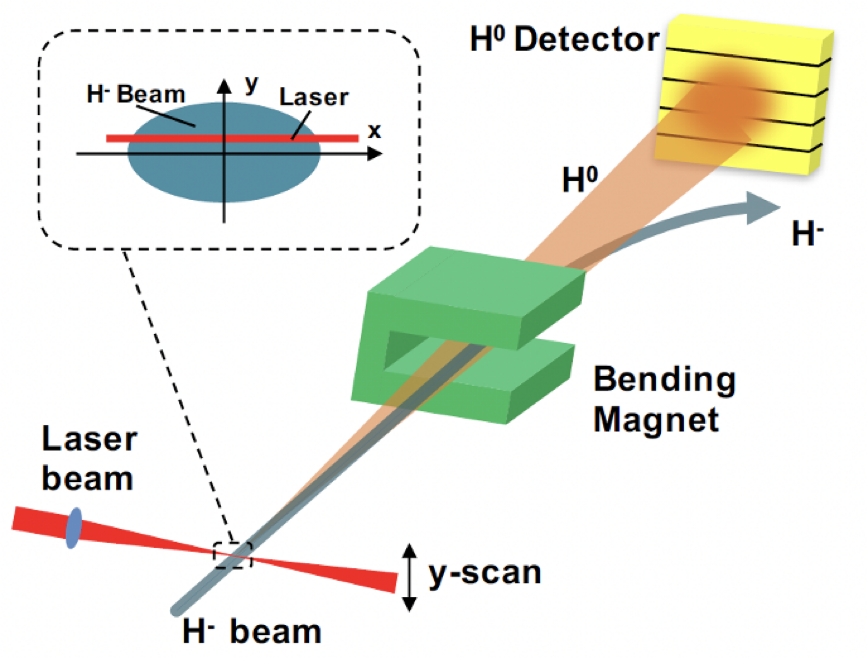 H⁰ Detector
y
H⁻ Beam
Laser
x
H⁰
H⁻
Bending
Magnet
Laser
beam
y-scan
H⁻ beam